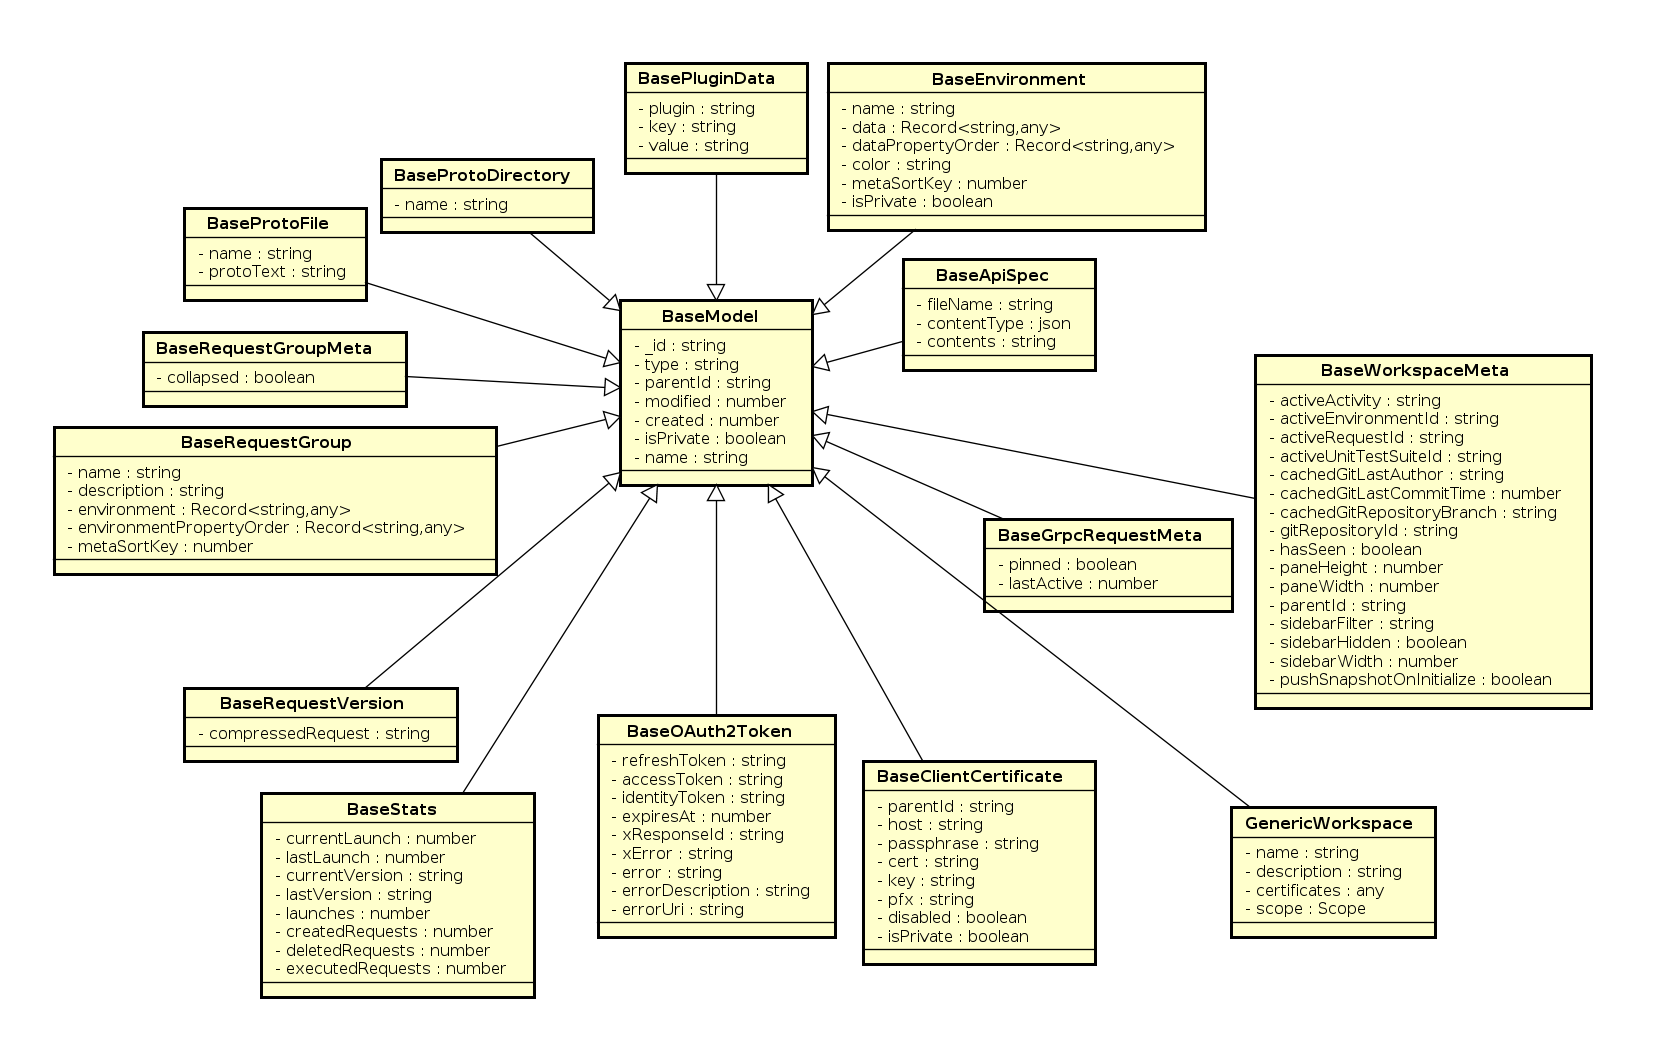 BasePluginData
- plugin : string
- key : string
- value : string
BaseEnvironment
- name : string
- data : Record<string,any>
- dataPropertyOrder : Record<string,any>
- color : string
- metaSortKey : number
- isPrivate : boolean
BaseProtoDirectory
- name : string
BaseProtoFile
- name : string
- protoText : string
BaseApiSpec
- fileName : string
- contentType : json
- contents : string
BaseModel
- _id : string
- type : string
- parentId : string
- modified : number
- created : number
- isPrivate : boolean
- name : string
BaseRequestGroupMeta
- collapsed : boolean
BaseWorkspaceMeta
- activeActivity : string
- activeEnvironmentId : string
- activeRequestId : string
- activeUnitTestSuiteId : string
- cachedGitLastAuthor : string
- cachedGitLastCommitTime : number
- cachedGitRepositoryBranch : string
- gitRepositoryId : string
- hasSeen : boolean
- paneHeight : number
- paneWidth : number
- parentId : string
- sidebarFilter : string
- sidebarHidden : boolean
- sidebarWidth : number
- pushSnapshotOnInitialize : boolean
BaseRequestGroup
- name : string
- description : string
- environment : Record<string,any>
- environmentPropertyOrder : Record<string,any>
- metaSortKey : number
BaseGrpcRequestMeta
- pinned : boolean
- lastActive : number
BaseRequestVersion
- compressedRequest : string
BaseOAuth2Token
- refreshToken : string
- accessToken : string
- identityToken : string
- expiresAt : number
- xResponseId : string
- xError : string
- error : string
- errorDescription : string
- errorUri : string
BaseClientCertificate
- parentId : string
- host : string
- passphrase : string
- cert : string
- key : string
- pfx : string
- disabled : boolean
- isPrivate : boolean
BaseStats
- currentLaunch : number
- lastLaunch : number
- currentVersion : string
- lastVersion : string
- launches : number
- createdRequests : number
- deletedRequests : number
- executedRequests : number
GenericWorkspace
- name : string
- description : string
- certificates : any
- scope : Scope